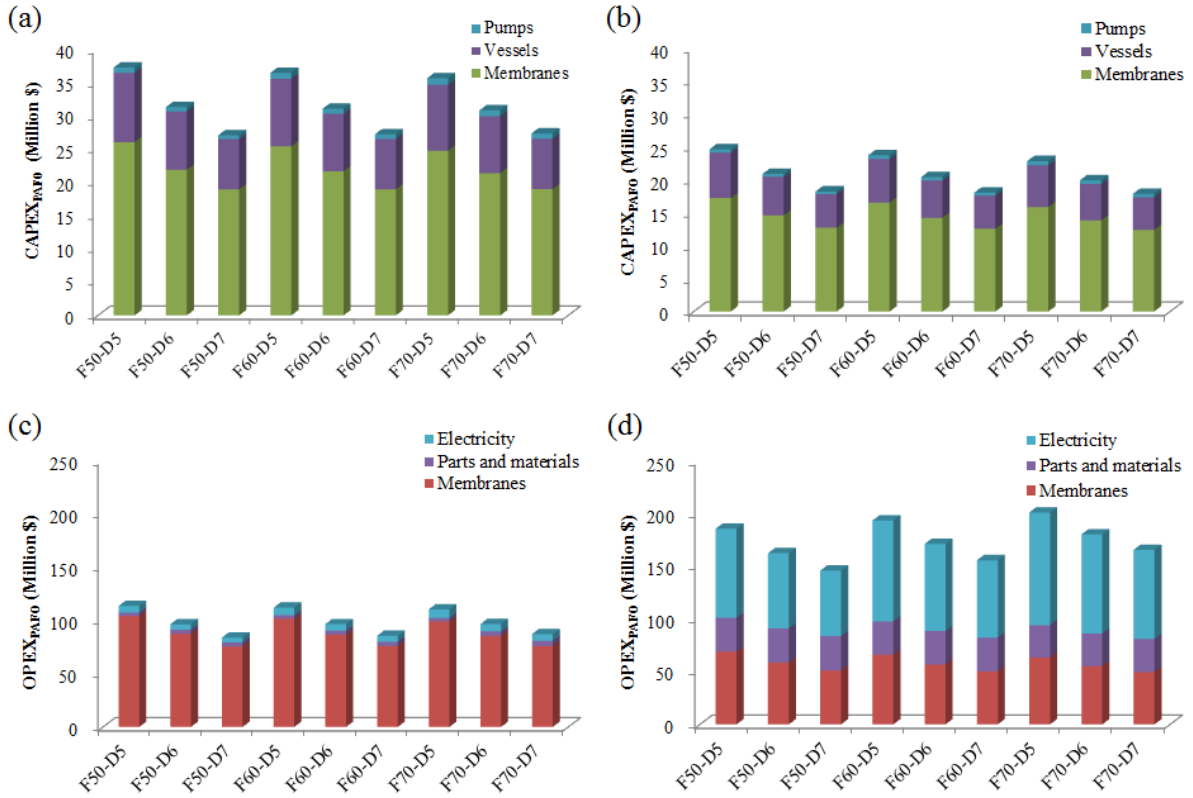 (a)
Pumps
Vessels
Membranes
CAPEXPAFO (Million $)
40
35
30
25
20
15
10
5
0
F50-D5
F50-D6
F50-D7
F60-D5
F60-D6
F60-D7
F70-D5
F70-D6
F70-D7
(b)
Pumps
Vessels
Membranes
CAPEXPAFO (Million $)
40
35
30
25
20
15
10
5
0
F50-D5
F50-D6
F50-D7
F60-D5
F60-D6
F60-D7
F70-D5
F70-D6
F70-D7
(c)
Electricity
Parts and materials
Membranes
OPEXPAFO (Million $)
250
200
150
100
50
0
F50-D5
F50-D6
F50-D7
F60-D5
F60-D6
F60-D7
F70-D5
F70-D6
F70-D7
(d)
Electricity
Parts and materials
Membranes
OPEXPAFO (Million $)
250
200
150
100
50
0
F50-D5
F50-D6
F50-D7
F60-D5
F60-D6
F60-D7
F70-D5
F70-D6
F70-D7